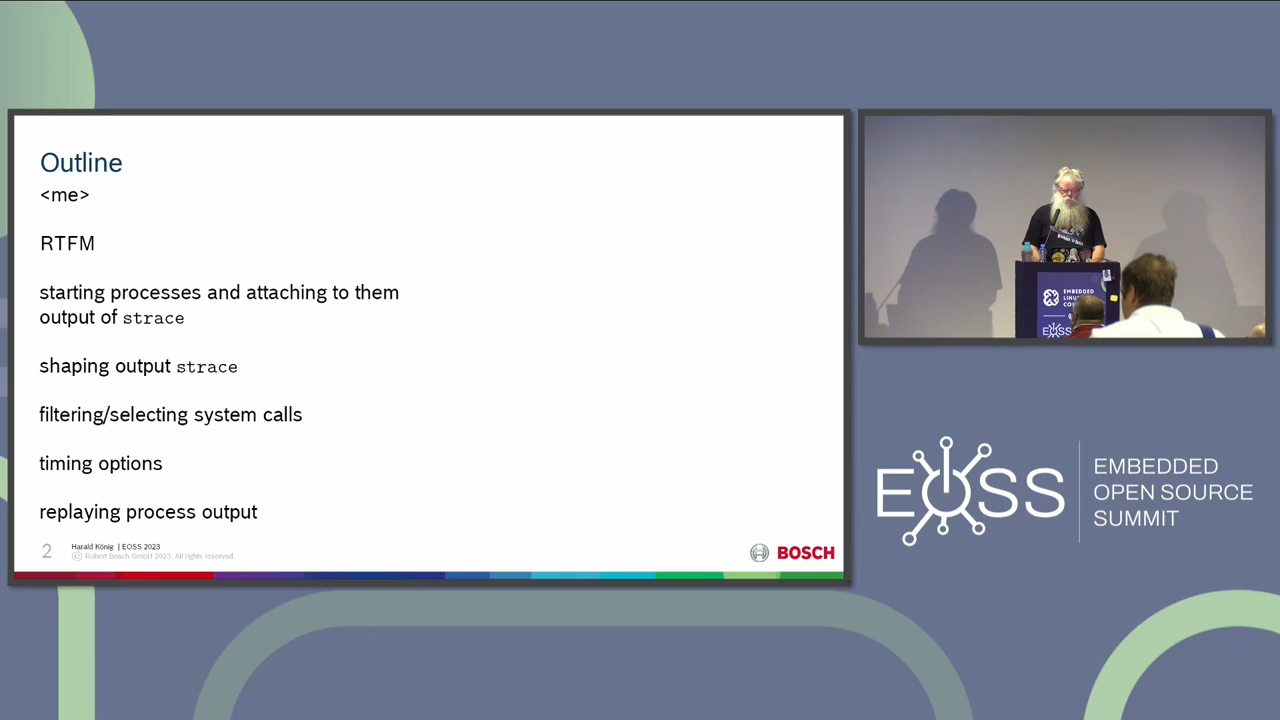 Outline
<me>
RTFM
starting processes and attaching to them
output of strace
shaping output strace
filtering/selecting system calls
timing options
replaying process output
2
Harald König | EOSS 2023
© Robert Bosch GmbH 2023. All rights reserved.
BOSCH
EMBEDDED
EOSS
EMBEDDED
OPEN SOURCE
SUMMIT